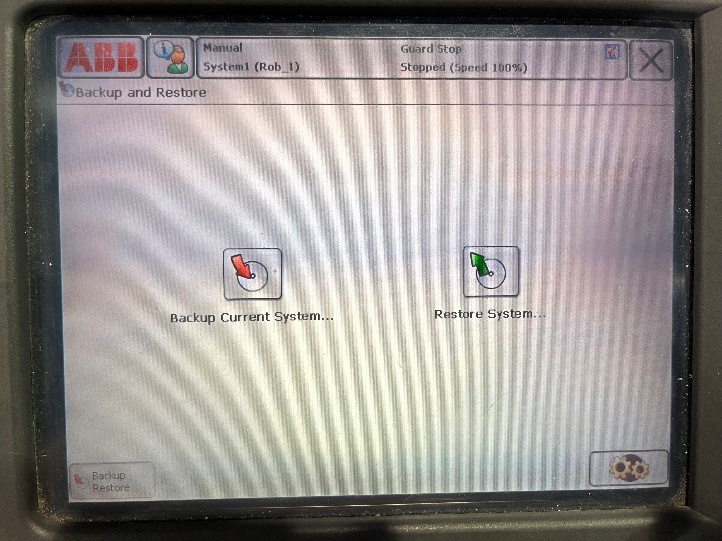 ABB
Manual
System1 (Rob_1)
Guard Stop
Stopped (Speed 100%)
Backup and Restore
Backup Current System...
Restore System...
Backup
Restore